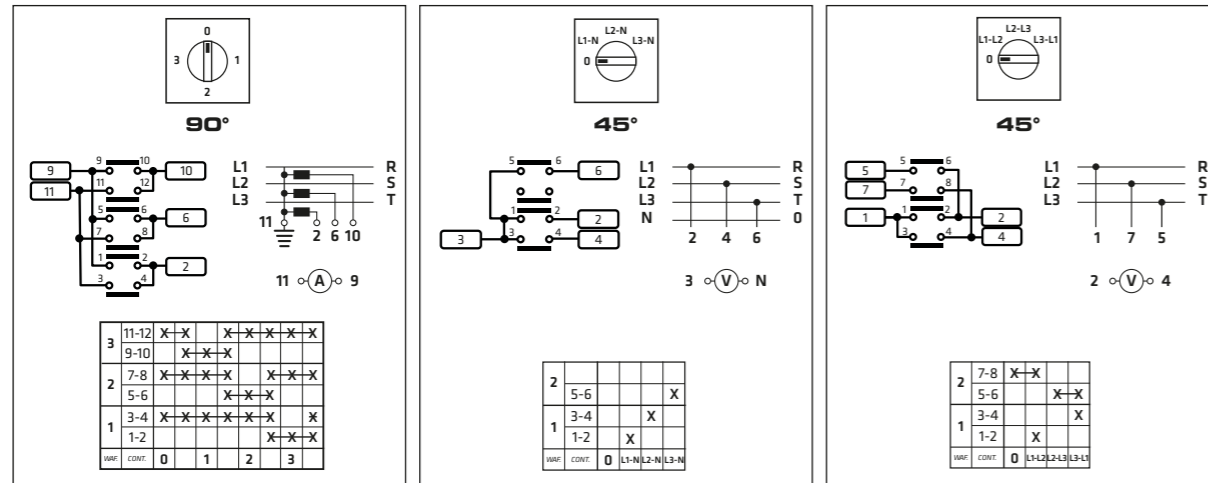 0
3 1
2
90°
9 9 10 10
11 11 12
5 6 6
7 8
1 2 2
3 4
L1 R
L2 S
L3 T
11 2 6 10
11 A 9
3 11-12 X X X X X X X
9-10 X X X
2 7-8 X X X X X X X
5-6 X X X
1 3-4 X X X X X X X
1-2 X X X
WAF. CONT. 0 1 2 3
L2-N
L1-N L3-N
0
45°
5 6 6
1 2 2
3 3 4 4
L1 R
L2 S
L3 T
N 0
2 4 6
3 V N
2
5-6 X
1 3-4 X
1-2 X
WAF. CONT. 0 L1-N L2-N L3-N
L2-L3
L1-L2 L3-L1
0
45°
5 5 6
7 7 8
1 1 2 2
3 4 4
L1 R
L2 S
L3 T
1 7 5
2 V 4
2 7-8 X X
5-6 X X
1 3-4 X
1-2 X
WAF. CONT. 0 L1-L2 L2-L3 L3-L1